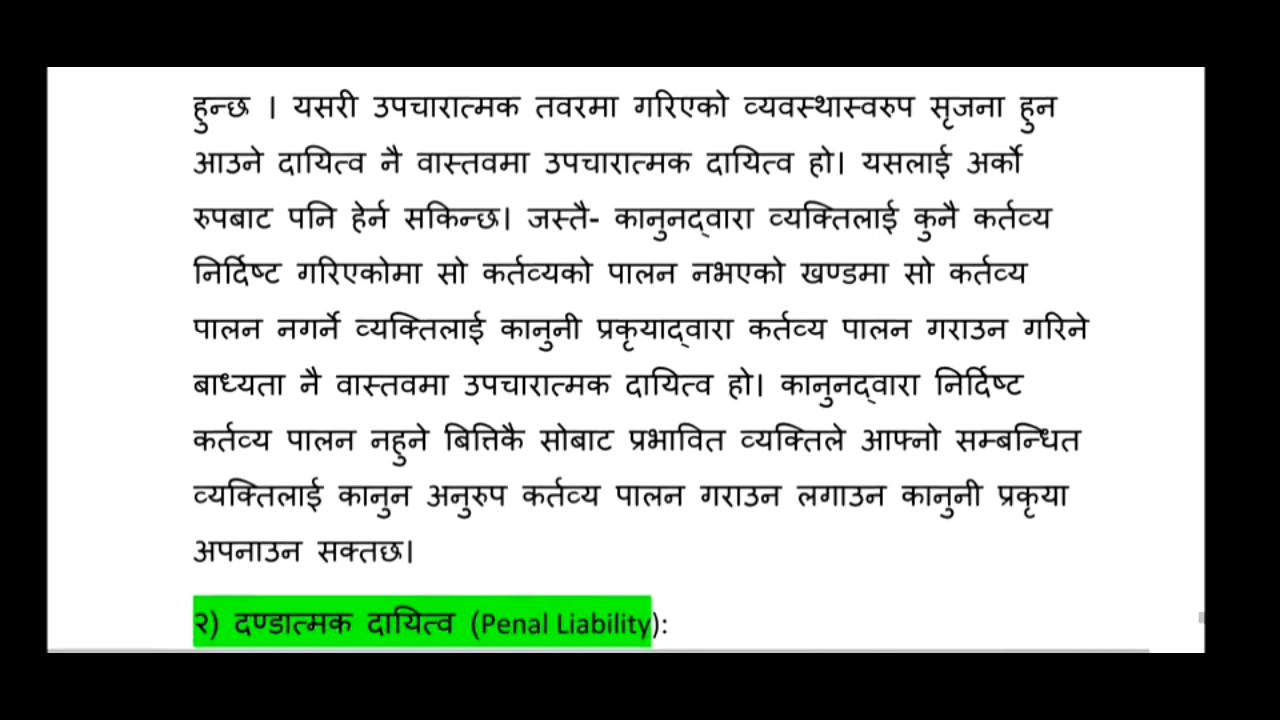 हुन्छ । यसरी उपचारात्मक तवरमा गरिएको व्यवस्थास्वरुप सृजना हुन
आउने दायित्व नै वास्तवमा उपचारात्मक दायित्व हो। यसलाई अर्को
रुपबाट पनि हेर्न सकिन्छ। जस्तै- कानुनद्वारा व्यक्तिलाई कुनै कर्तव्य
निर्दिष्ट गरिएकोमा सो कर्तव्यको पालन नभएको खण्डमा सो कर्तव्य
पालन नगर्ने व्यक्तिलाई कानुनी प्रकृयाद्वारा कर्तव्य पालन गराउन गरिने
बाध्यता नै वास्तवमा उपचारात्मक दायित्व हो। कानुनद्वारा निर्दिष्ट
कर्तव्य पालन नहुने बित्तिकै सोबाट प्रभावित व्यक्तिले आफ्नो सम्बन्धित
व्यक्तिलाई कानुन अनुरुप कर्तव्य पालन गराउन लगाउन कानुनी प्रकृया
अपनाउन सक्तछ।
२) दण्डात्मक दायित्व (Penal Liability):